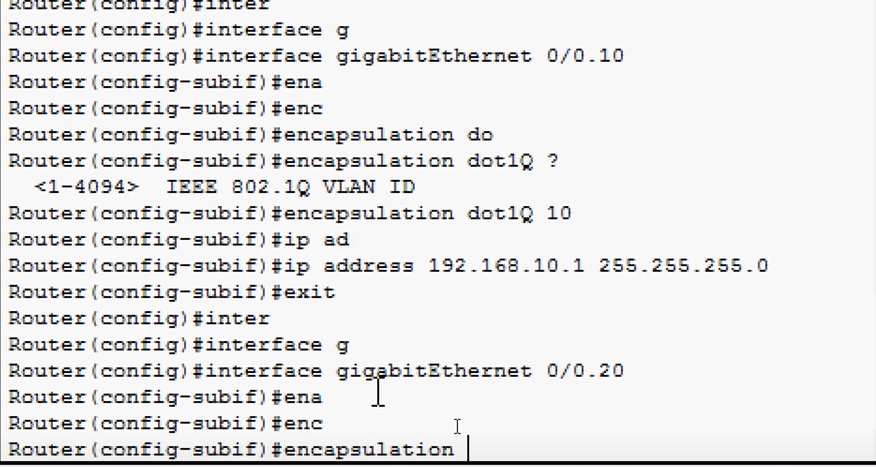 Router(config)#inter
Router(config)#interface g
Router(config)#interface gigabitEthernet 0/0.10
Router(config-subif)#ena
Router(config-subif)#enc
Router(config-subif)#encapsulation do
Router(config-subif)#encapsulation dot1Q ?
  <1-4094>  IEEE 802.1Q VLAN ID
Router(config-subif)#encapsulation dot1Q 10
Router(config-subif)#ip ad
Router(config-subif)#ip address 192.168.10.1 255.255.255.0
Router(config-subif)#exit
Router(config)#inter
Router(config)#interface g
Router(config)#interface gigabitEthernet 0/0.20
Router(config-subif)#ena
Router(config-subif)#enc
Router(config-subif)#encapsulation